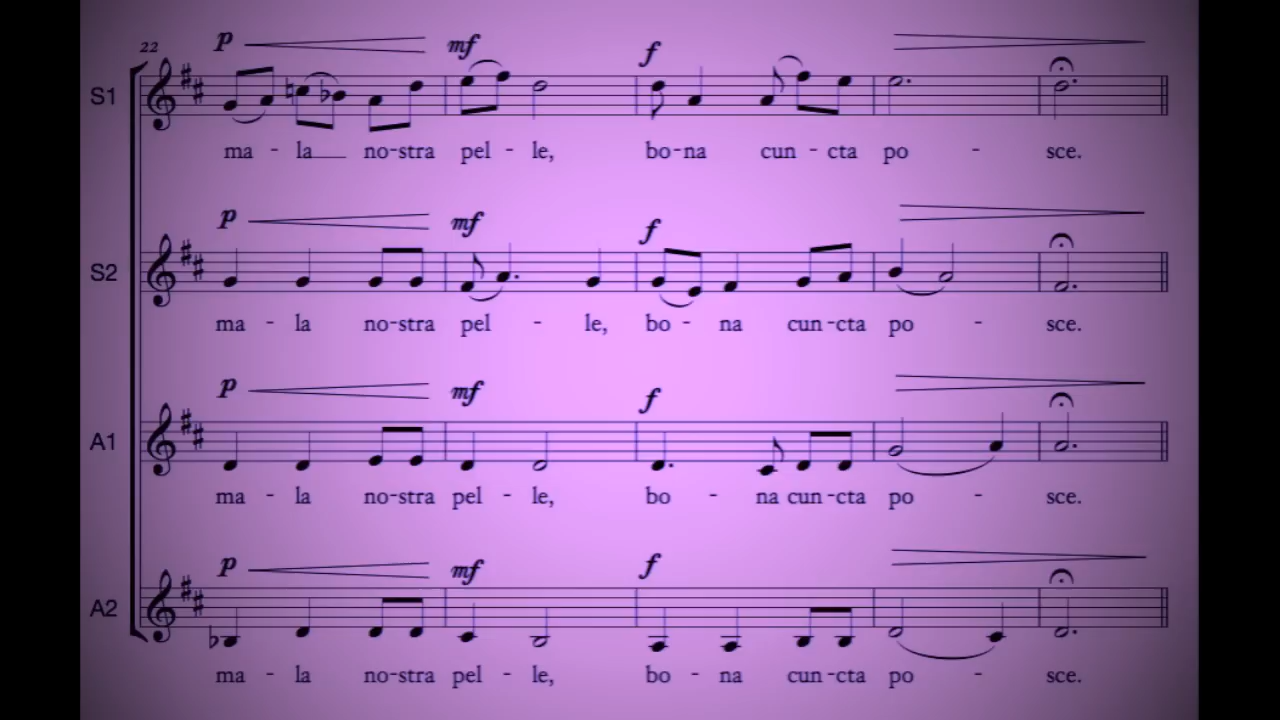 22 p mf f
S1
ma - la no-stra pel - le, bo-na cun - cta po - sce.
p mf f
S2
ma - la no-stra pel - le, bo - na cun-cta po - sce.
p mf f
A1
ma - la no-stra pel - le, bo - na cun-cta po - sce.
p mf f
A2
ma - la no-stra pel - le, bo - na cun-cta po - sce.